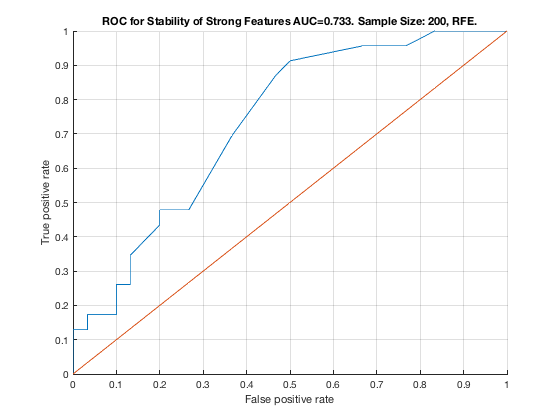 ROC for Stability of Strong Features AUC=0.733. Sample Size: 200, RFE.
1
0.9
0.8
0.7
0.6
0.5
0.4
0.3
0.2
0.1
0
True positive rate
0 0.1 0.2 0.3 0.4 0.5 0.6 0.7 0.8 0.9 1
False positive rate